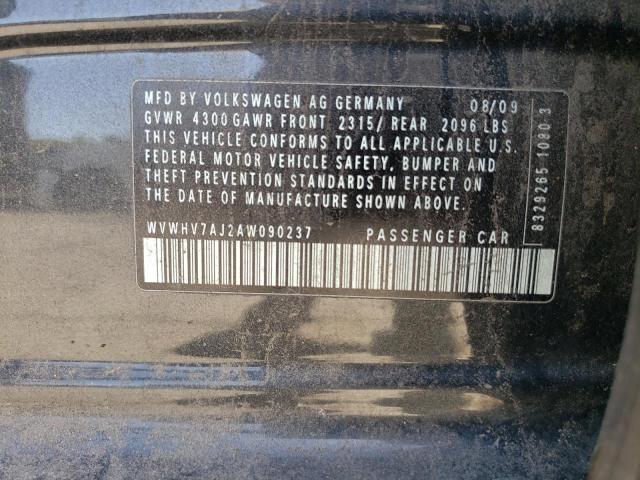 MFD BY VOLKSWAGEN AG GERMANY 08/09
GVWR 4300 GAWR FRONT 2315/ REAR 2096 LBS
THIS VEHICLE CONFORMS TO ALL APPLICABLE U.S.
FEDERAL MOTOR VEHICLE SAFETY, BUMPER AND
THEFT PREVENTION STANDARDS IN EFFECT ON
THE DATE OF MANUFACTURE SHOWN ABOVE.
WVWHV7AJ2AW090237 PASSENGER CAR
8329265 10903